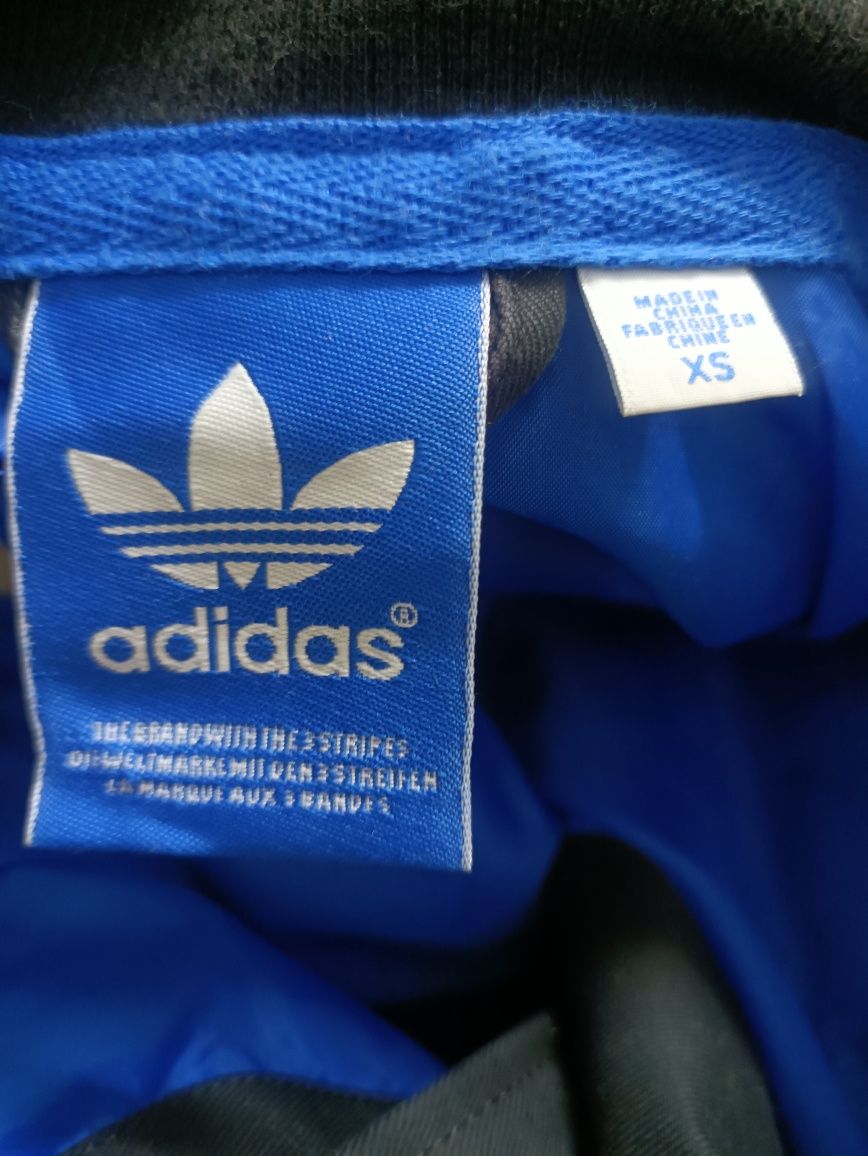 adidas®
THE BRAND WITH THE 3 STRIPES
DIE WELTMARKE MIT DEN 3 STREIFEN
LA MARQUE AUX 3 BANDES
MADE IN
CHINA
FABRIQUE EN
CHINE
XS